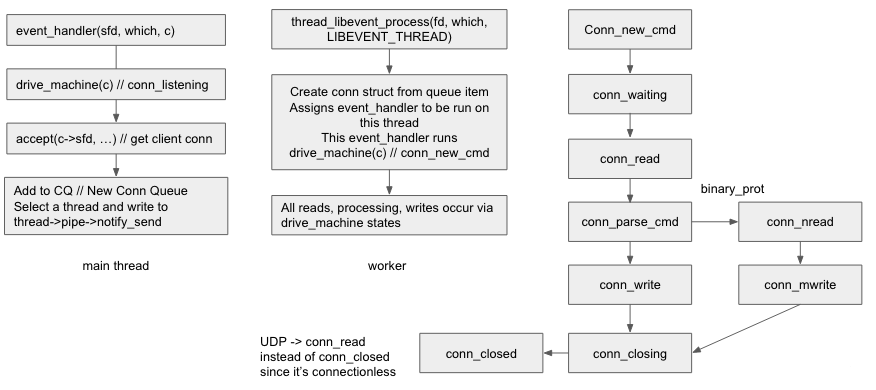 event_handler(sfd, which, c)
drive_machine(c) // conn_listening
accept(c->sfd, …) // get client conn
Add to CQ // New Conn Queue
Select a thread and write to
thread->pipe->notify_send
main thread
thread_libevent_process(fd, which,
LIBEVENT_THREAD)
Create conn struct from queue item
Assigns event_handler to be run on
this thread
This event_handler runs
drive_machine(c) // conn_new_cmd
All reads, processing, writes occur via
drive_machine states
worker
Conn_new_cmd
conn_waiting
conn_read
conn_parse_cmd
binary_prot
conn_nread
conn_write
conn_mwrite
conn_closing
conn_closed
UDP -> conn_read
instead of conn_closed
since it's connectionless